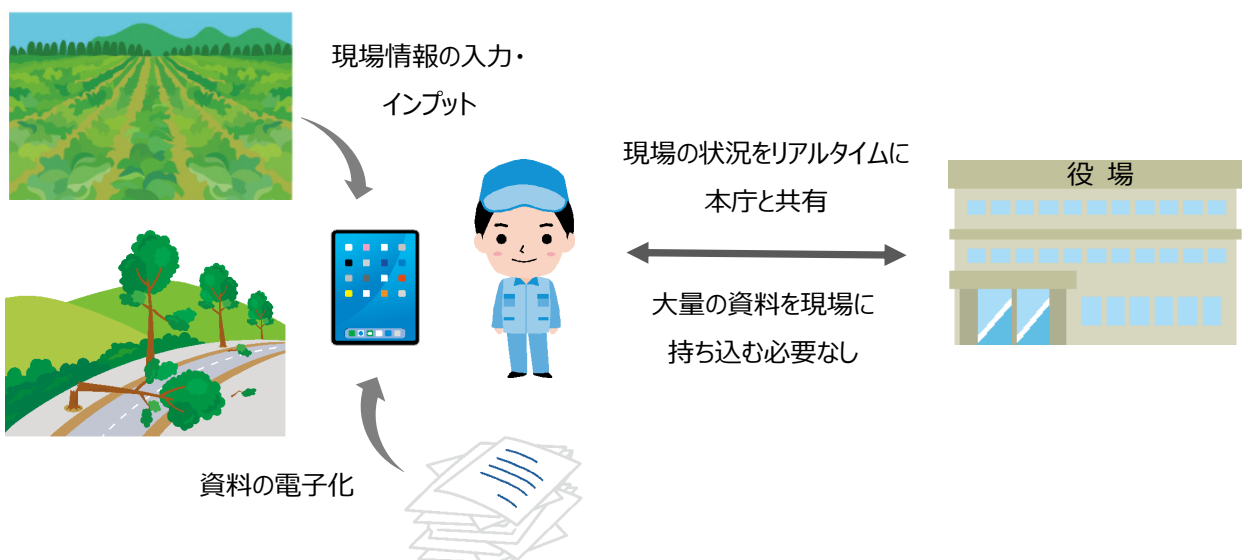 現場情報の入力・
インプット
現場の状況をリアルタイムに
本庁と共有
役場
大量の資料を現場に
持ち込む必要なし
資料の電子化